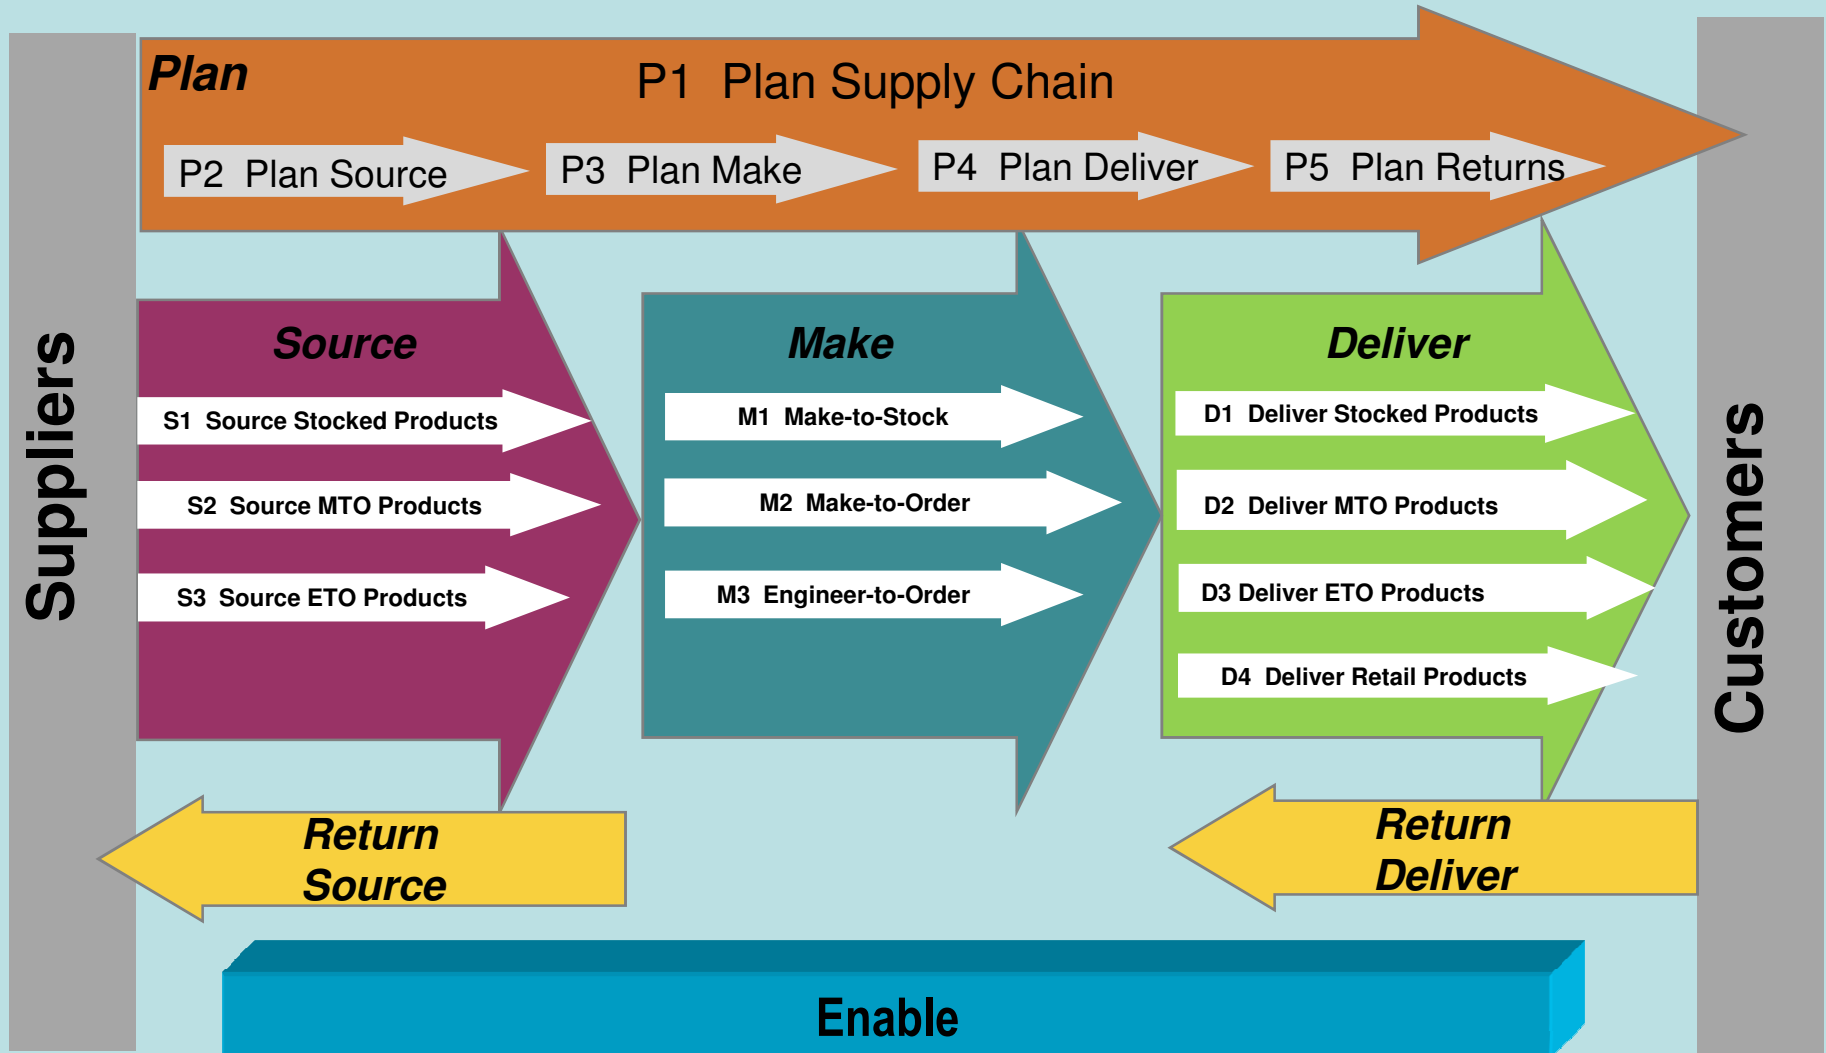 Plan
P1 Plan Supply Chain
P2 Plan Source
P3 Plan Make
P4 Plan Deliver
P5 Plan Returns
Suppliers
Source
S1 Source Stocked Products
S2 Source MTO Products
S3 Source ETO Products
Make
M1 Make-to-Stock
M2 Make-to-Order
M3 Engineer-to-Order
Deliver
D1 Deliver Stocked Products
D2 Deliver MTO Products
D3 Deliver ETO Products
D4 Deliver Retail Products
Customers
Return
Source
Return
Deliver
Enable